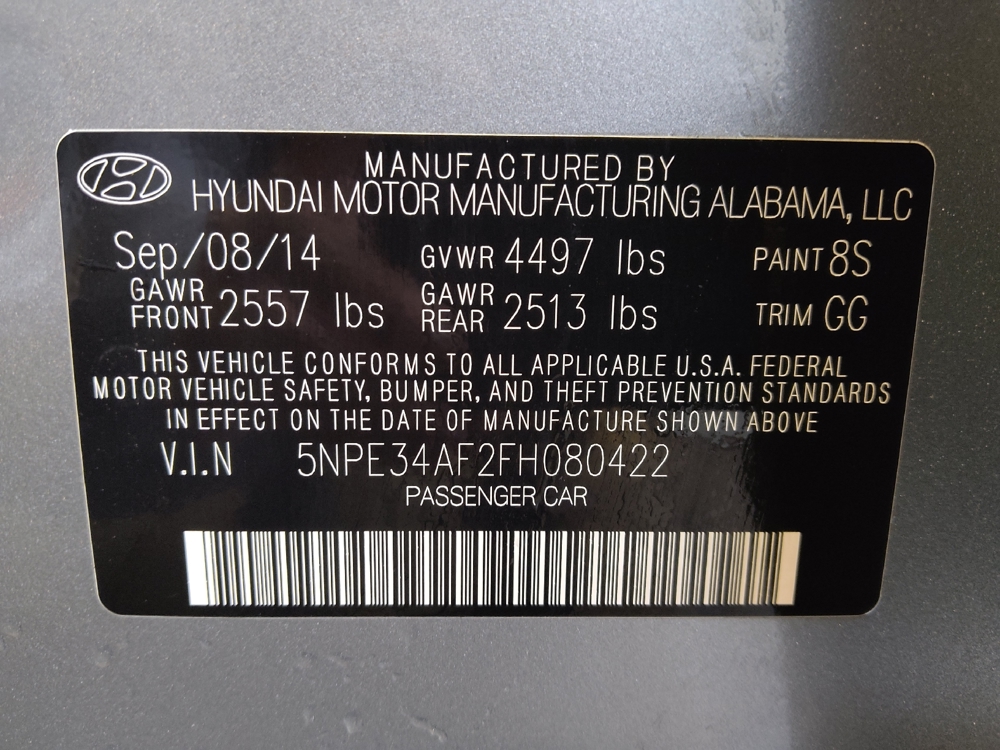 MANUFACTURED BY
HYUNDAI MOTOR MANUFACTURING ALABAMA, LLC
Sep/08/14 GVWR 4497 lbs PAINT 8S
GAWR FRONT 2557 lbs GAWR REAR 2513 lbs TRIM GG
THIS VEHICLE CONFORMS TO ALL APPLICABLE U.S.A. FEDERAL
MOTOR VEHICLE SAFETY, BUMPER, AND THEFT PREVENTION STANDARDS
IN EFFECT ON THE DATE OF MANUFACTURE SHOWN ABOVE
V.I.N 5NPE34AF2FH080422
PASSENGER CAR